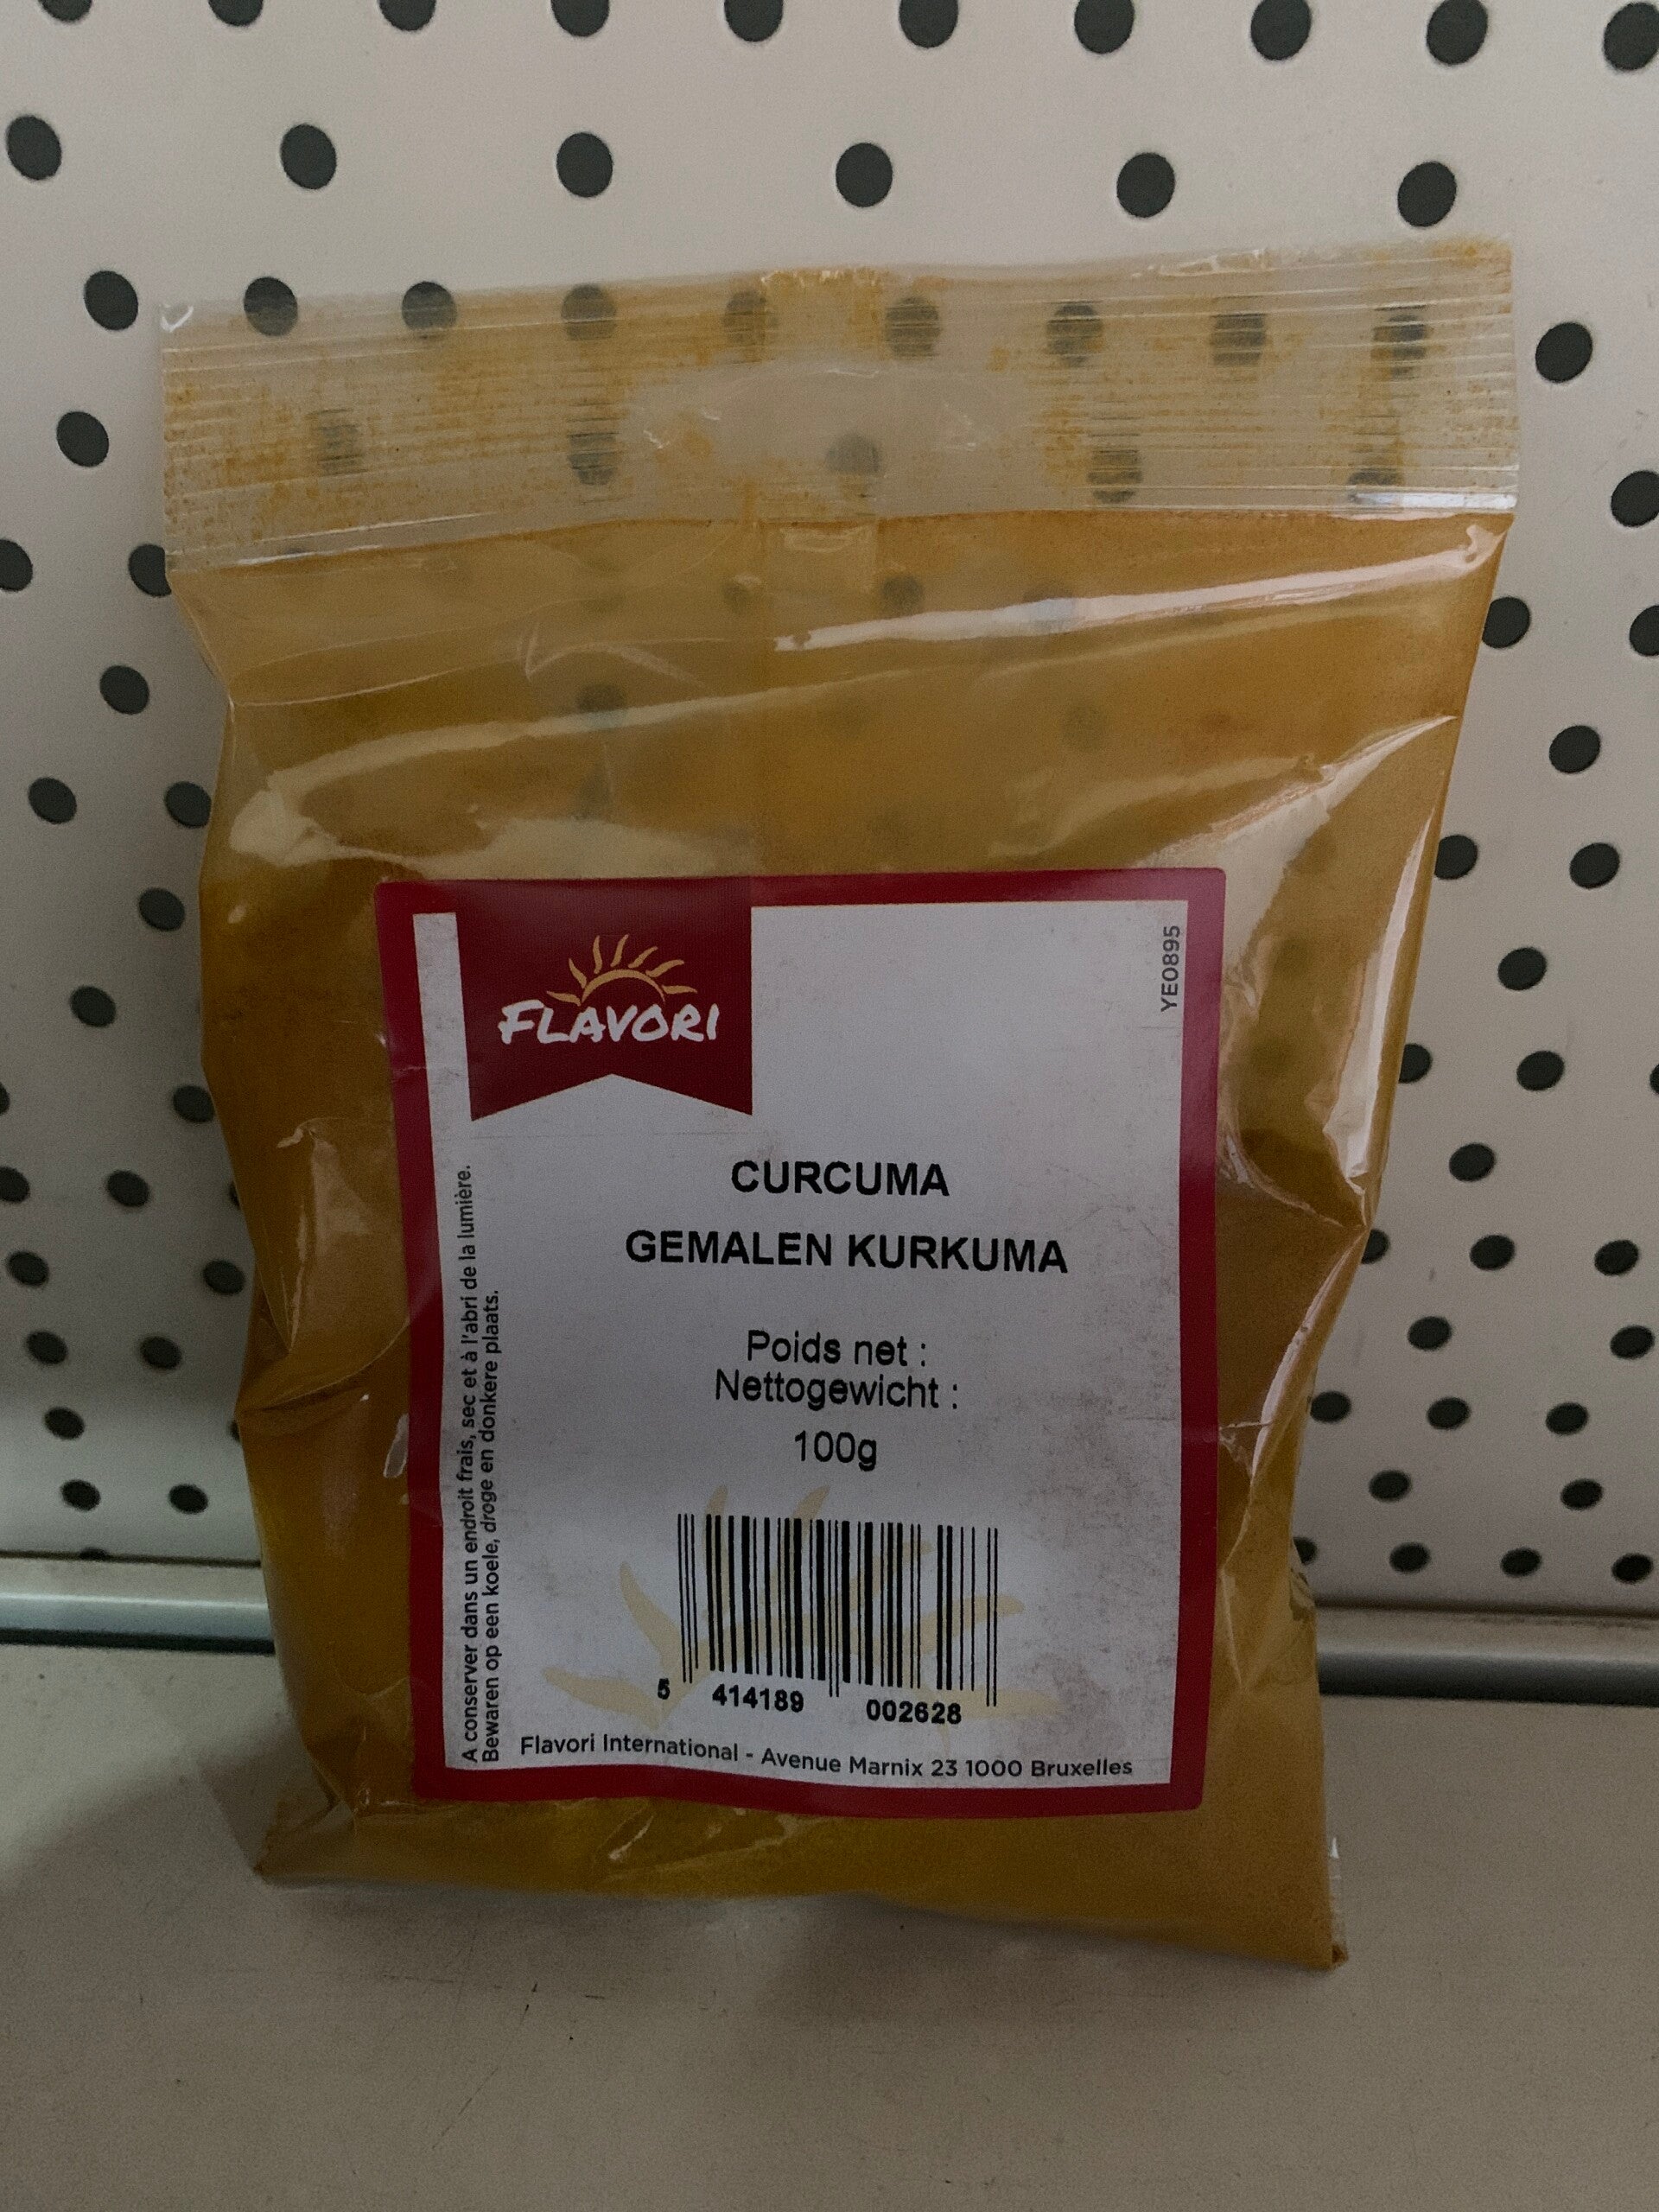 FLAVORI
YE0895
CURCUMA
GEMALEN KURKUMA
Poids net :
Nettogewicht :
100g
5 414189 002628
Flavori International - Avenue Marnix 23 1000 Bruxelles
A conserver dans un endroit frais, sec et à l'abri de la lumière.
Bewaren op een koele, droge en donkere plaats.